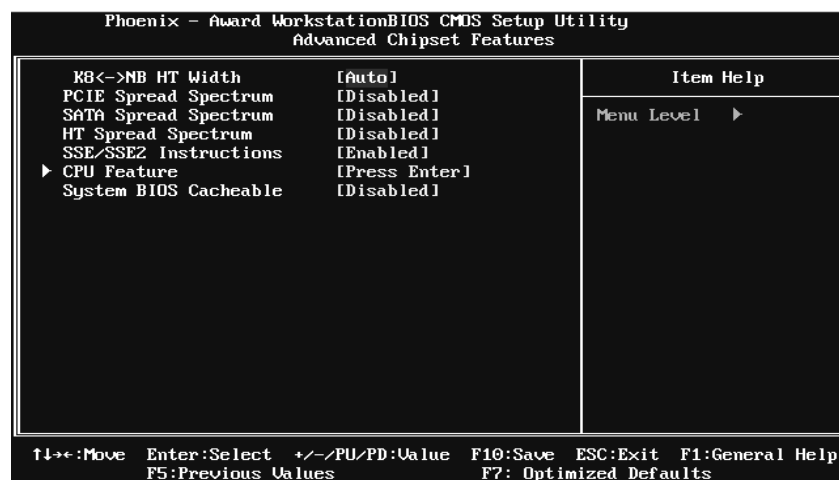 Phoenix - Award WorkstationBIOS CMOS Setup Utility
Advanced Chipset Features
K8<->NB HT Width [Auto]
PCIE Spread Spectrum [Disabled]
SATA Spread Spectrum [Disabled]
HT Spread Spectrum [Disabled]
SSE/SSE2 Instructions [Enabled]
▶ CPU Feature [Press Enter]
System BIOS Cacheable [Disabled]
Item Help
Menu Level ▶
↑↓→←:Move Enter:Select +/-/PU/PD:Value F10:Save ESC:Exit F1:General Help
F5:Previous Values F7: Optimized Defaults